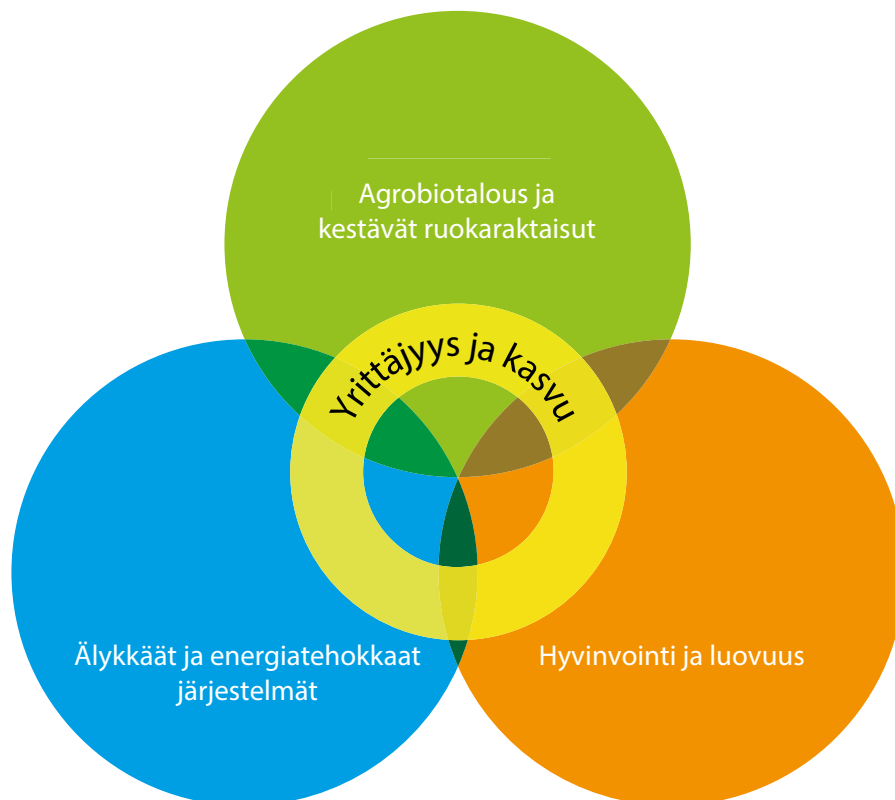 Agrobiotalous ja
kestävät ruokaraktaisut
Yrittäjyys ja kasvu
Älykkäät ja energiatehokkaat
järjestelmät
Hyvinvointi ja luovuus